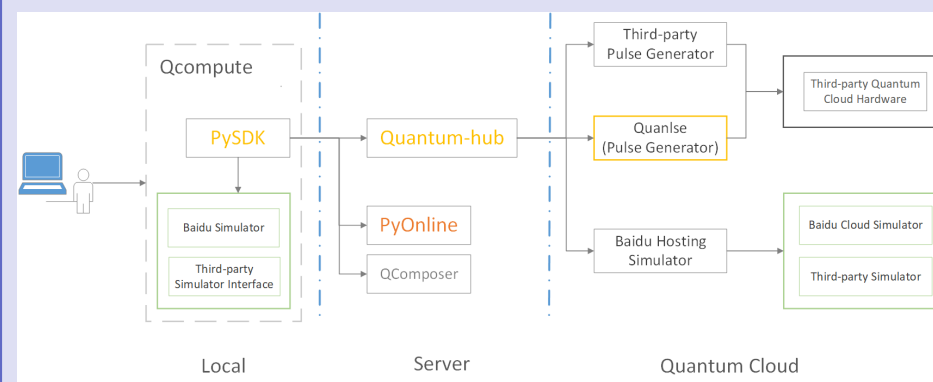 Qcompute
PySDK
Baidu Simulator
Third-party
Simulator Interface
Quantum-hub
PyOnline
QComposer
Third-party
Pulse Generator
Quanlse
(Pulse Generator)
Baidu Hosting
Simulator
Third-party Quantum
Cloud Hardware
Baidu Cloud Simulator
Third-party Simulator
Local
Server
Quantum Cloud